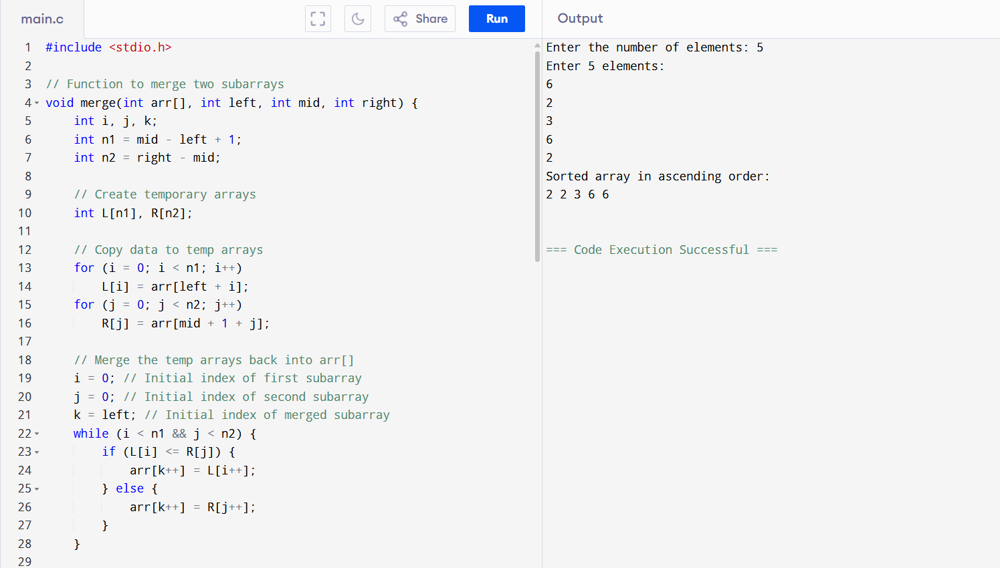 main.c
Share
Run
Output
1 #include <stdio.h>
2
3 // Function to merge two subarrays
4 void merge(int arr[], int left, int mid, int right) {
5     int i, j, k;
6     int n1 = mid - left + 1;
7     int n2 = right - mid;
8
9     // Create temporary arrays
10     int L[n1], R[n2];
11
12     // Copy data to temp arrays
13     for (i = 0; i < n1; i++)
14         L[i] = arr[left + i];
15     for (j = 0; j < n2; j++)
16         R[j] = arr[mid + 1 + j];
17
18     // Merge the temp arrays back into arr[]
19     i = 0; // Initial index of first subarray
20     j = 0; // Initial index of second subarray
21     k = left; // Initial index of merged subarray
22     while (i < n1 && j < n2) {
23         if (L[i] <= R[j]) {
24             arr[k++] = L[i++];
25         } else {
26             arr[k++] = R[j++];
27         }
28     }
29
Enter the number of elements: 5
Enter 5 elements:
6
2
3
6
2
Sorted array in ascending order:
2 2 3 6 6
=== Code Execution Successful ===